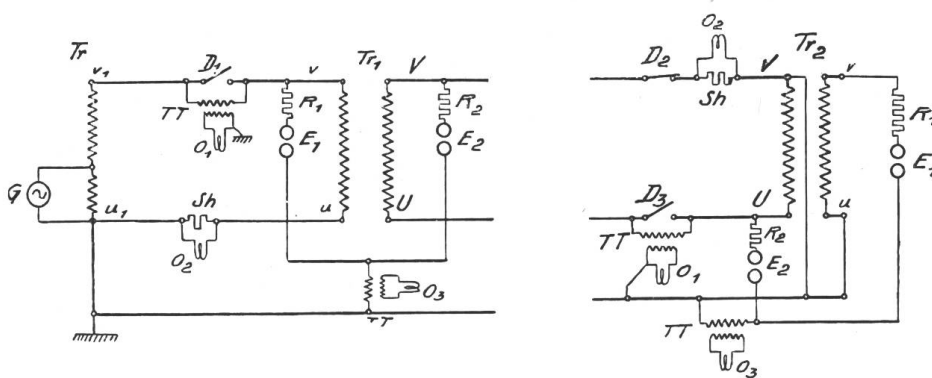 Tr v₁ D₁ v Tr₁ V
TT R₁ R₂
O₁ E₁ E₂
G
u₁ Sh u U
O₂
O₃
TT
O₂
D₂ V Tr₂ v
Sh
R₁
E₁
D₃ U u
TT R₂
O₁ E₂
TT
O₃